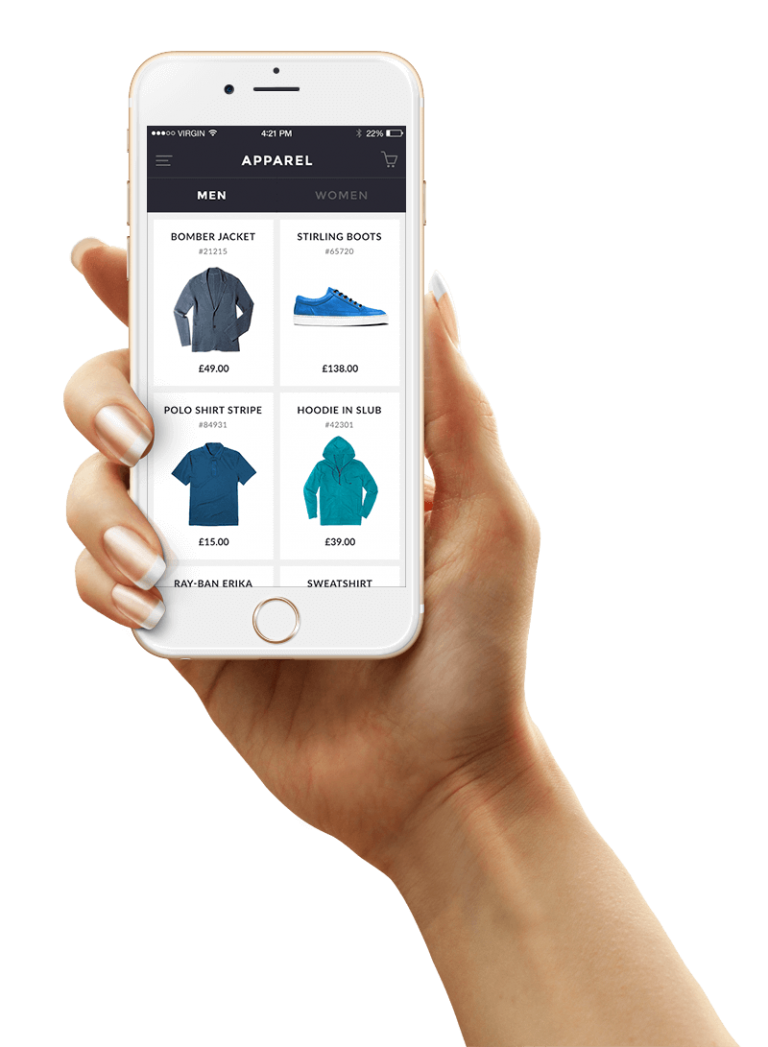 VIRGIN 4:21 PM 22%
APPAREL
MEN WOMEN
BOMBER JACKET
#21215
£49.00
STIRLING BOOTS
#65720
£138.00
POLO SHIRT STRIPE
#84931
£15.00
HOODIE IN SLUB
#42301
£39.00
RAY-BAN ERIKA
SWEATSHIRT